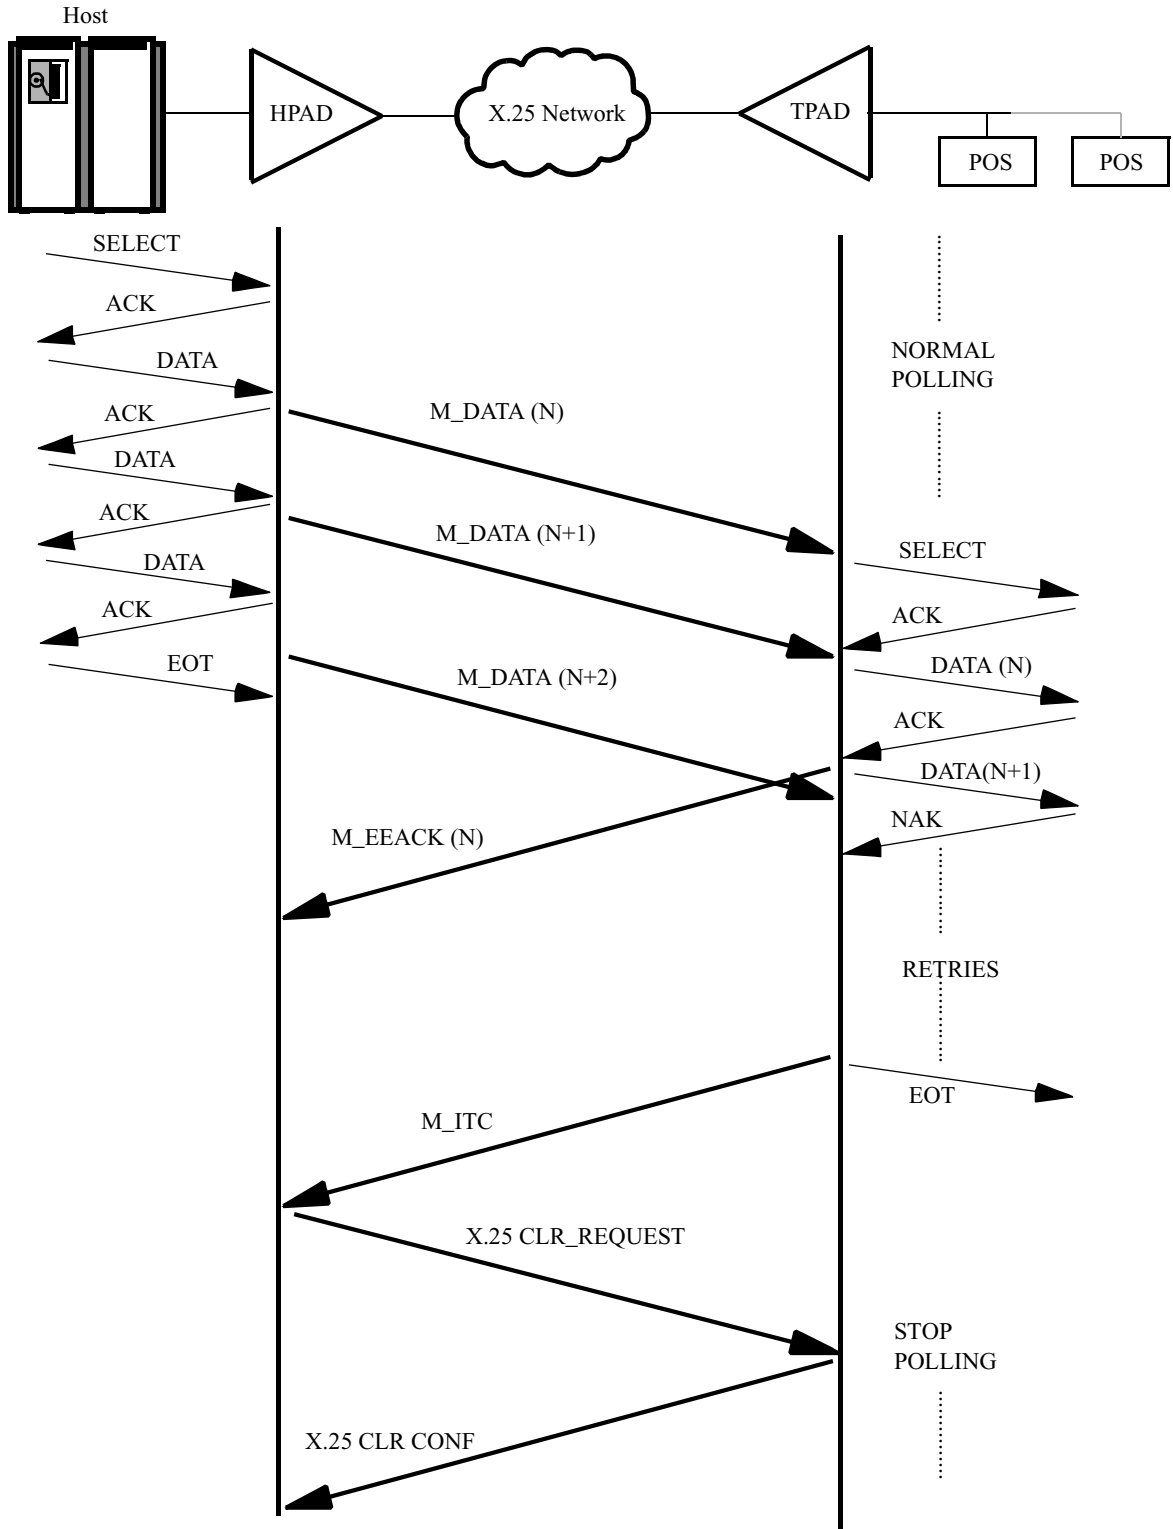 Host
HPAD
X.25 Network
TPAD
POS
POS
SELECT
ACK
DATA
NORMAL
POLLING
ACK
M_DATA (N)
DATA
ACK
M_DATA (N+1)
SELECT
DATA
ACK
ACK
EOT
M_DATA (N+2)
DATA (N)
ACK
DATA(N+1)
M_EEACK (N)
NAK
RETRIES
EOT
M_ITC
X.25 CLR_REQUEST
STOP
POLLING
X.25 CLR CONF